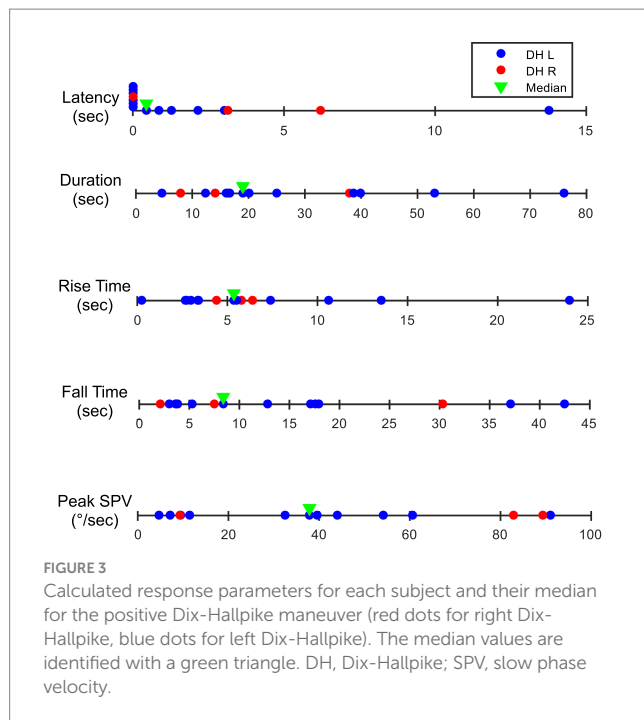 DH L
DH R
Median
Latency
(sec)
0 5 10 15
Duration
(sec)
0 10 20 30 40 50 60 70 80
Rise Time
(sec)
0 5 10 15 20 25
Fall Time
(sec)
0 5 10 15 20 25 30 35 40 45
Peak SPV
(°/sec)
0 20 40 60 80 100
FIGURE 3
Calculated response parameters for each subject and their median
for the positive Dix-Hallpike maneuver (red dots for right Dix-
Hallpike, blue dots for left Dix-Hallpike). The median values are
identified with a green triangle. DH, Dix-Hallpike; SPV, slow phase
velocity.